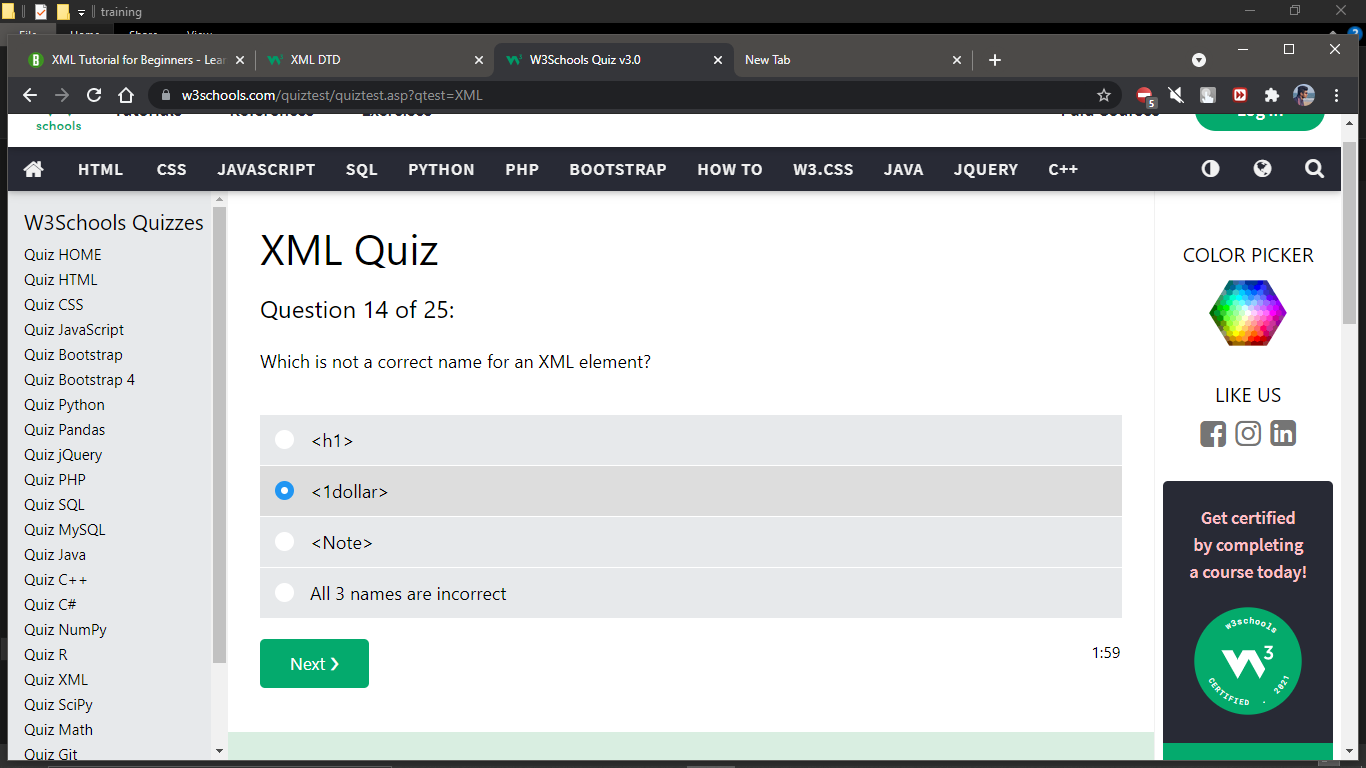 training
XML Tutorial for Beginners - Lear
XML DTD
W3Schools Quiz v3.0
New Tab
w3schools.com/quiztest/quiztest.asp?qtest=XML
5
schools
HTML CSS JAVASCRIPT SQL PYTHON PHP BOOTSTRAP HOW TO W3.CSS JAVA JQUERY C++
W3Schools Quizzes
Quiz HOME
Quiz HTML
Quiz CSS
Quiz JavaScript
Quiz Bootstrap
Quiz Bootstrap 4
Quiz Python
Quiz Pandas
Quiz jQuery
Quiz PHP
Quiz SQL
Quiz MySQL
Quiz Java
Quiz C++
Quiz C#
Quiz NumPy
Quiz R
Quiz XML
Quiz SciPy
Quiz Math
Quiz Git
XML Quiz
Question 14 of 25:
Which is not a correct name for an XML element?
<h1>
<1dollar>
<Note>
All 3 names are incorrect
Next ❯
1:59
COLOR PICKER
LIKE US
Get certified
by completing
a course today!
w3schools
w3
CERTIFIED . 2021